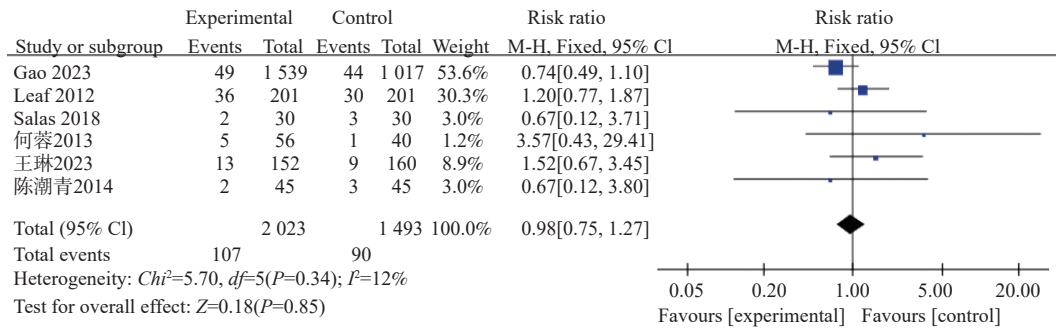 Experimental Control Risk ratio Risk ratio
Study or subgroup Events Total Events Total Weight M-H, Fixed, 95% Cl M-H, Fixed, 95% Cl
Gao 2023 49 1 539 44 1 017 53.6% 0.74[0.49, 1.10]
Leaf 2012 36 201 30 201 30.3% 1.20[0.77, 1.87]
Salas 2018 2 30 3 30 3.0% 0.67[0.12, 3.71]
何蓉2013 5 56 1 40 1.2% 3.57[0.43, 29.41]
王琳2023 13 152 9 160 8.9% 1.52[0.67, 3.45]
陈潮青2014 2 45 3 45 3.0% 0.67[0.12, 3.80]
Total (95% Cl) 2 023 1 493 100.0% 0.98[0.75, 1.27]
Total events 107 90
Heterogeneity: Chi²=5.70, df=5(P=0.34); I²=12%
Test for overall effect: Z=0.18(P=0.85)
0.05 0.20 1.00 5.00 20.00
Favours [experimental] Favours [control]